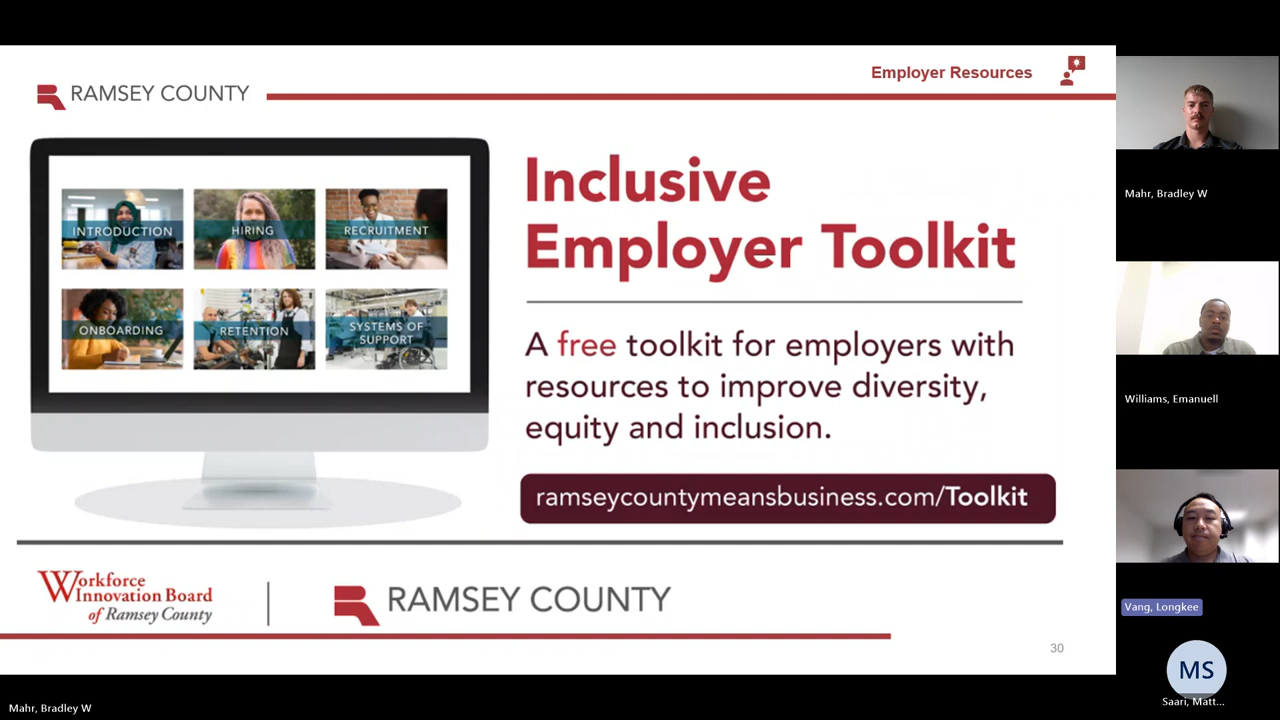 Employer Resources
RAMSEY COUNTY
INTRODUCTION
HIRING
RECRUITMENT
ONBOARDING
RETENTION
SYSTEMS OF
SUPPORT
Inclusive
Employer Toolkit
A free toolkit for employers with
resources to improve diversity,
equity and inclusion.
ramseycountymeansbusiness.com/Toolkit
Workforce
Innovation Board
of Ramsey County
RAMSEY COUNTY
30
Mahr, Bradley W
Williams, Emanuell
Vang, Longkee
MS
Saari, Matt...
Mahr, Bradley W